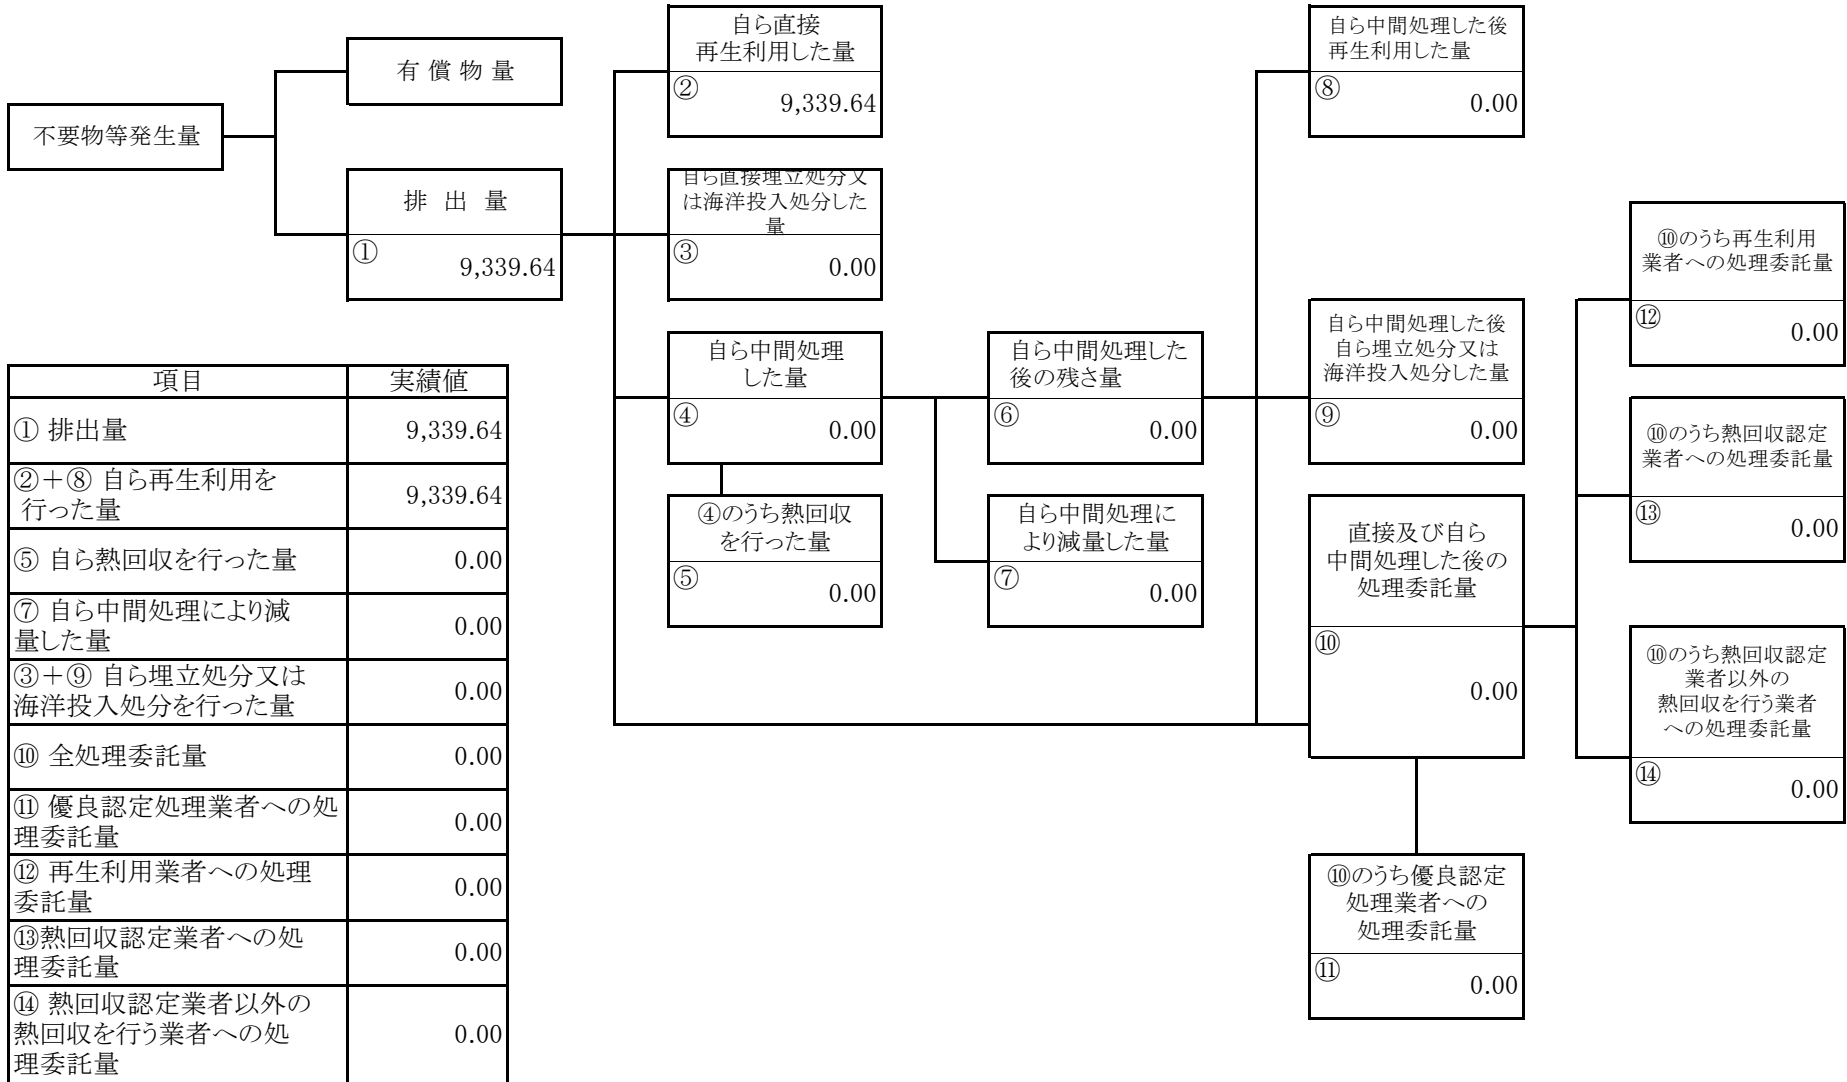 不要物等発生量
有 償 物 量
排 出 量
①
9,339.64
自ら直接
再生利用した量
②
9,339.64
自ら直接埋立処分又
は海洋投入処分した
量
③
0.00
自ら中間処理
した量
④
0.00
④のうち熱回収
を行った量
⑤
0.00
自ら中間処理した
後の残さ量
⑥
0.00
自ら中間処理に
より減量した量
⑦
0.00
自ら中間処理した後
再生利用した量
⑧
0.00
自ら中間処理した後
自ら埋立処分又は
海洋投入処分した量
⑨
0.00
直接及び自ら
中間処理した後の
処理委託量
⑩
0.00
⑩のうち優良認定
処理業者への
処理委託量
⑪
0.00
⑩のうち再生利用
業者への処理委託量
⑫
0.00
⑩のうち熱回収認定
業者への処理委託量
⑬
0.00
⑩のうち熱回収認定
業者以外の
熱回収を行う業者
への処理委託量
⑭
0.00
項目 実績値
① 排出量 9,339.64
②+⑧ 自ら再生利用を
行った量 9,339.64
⑤ 自ら熱回収を行った量 0.00
⑦ 自ら中間処理により減
量した量 0.00
③+⑨ 自ら埋立処分又は
海洋投入処分を行った量 0.00
⑩ 全処理委託量 0.00
⑪ 優良認定処理業者への処
理委託量 0.00
⑫ 再生利用業者への処理
委託量 0.00
⑬熱回収認定業者への処
理委託量 0.00
⑭ 熱回収認定業者以外の
熱回収を行う業者への処
理委託量 0.00